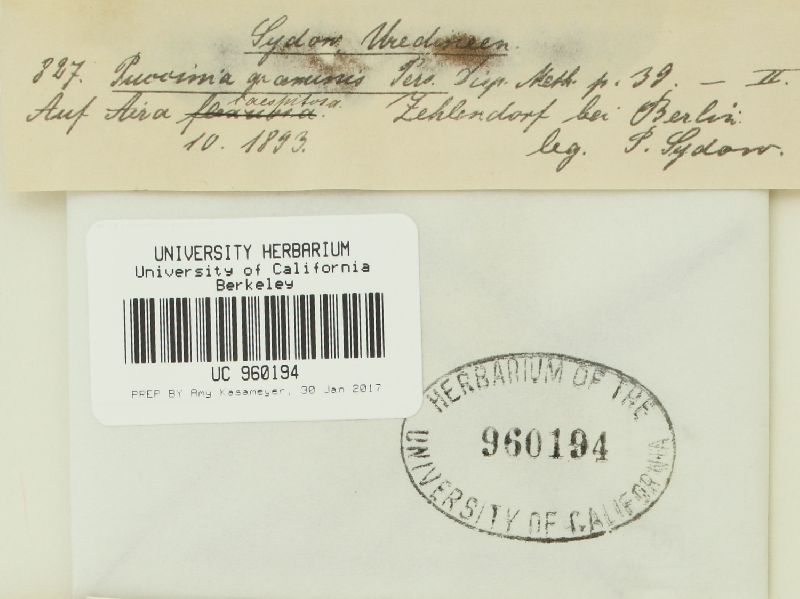 Sydow, Uredineen.
827. Puccinia graminis Pers. Disp. Meth. p. 39. — II.
Auf Aira caespitosa. Zehlendorf bei Berlin.
10. 1893. leg. P. Sydow.
UNIVERSITY HERBARIUM
University of California
Berkeley
UC 960194
PREP BY Amy Kasameyer, 30 Jan 2017
HERBARIUM OF THE
960194
UNIVERSITY OF CALIFORNIA